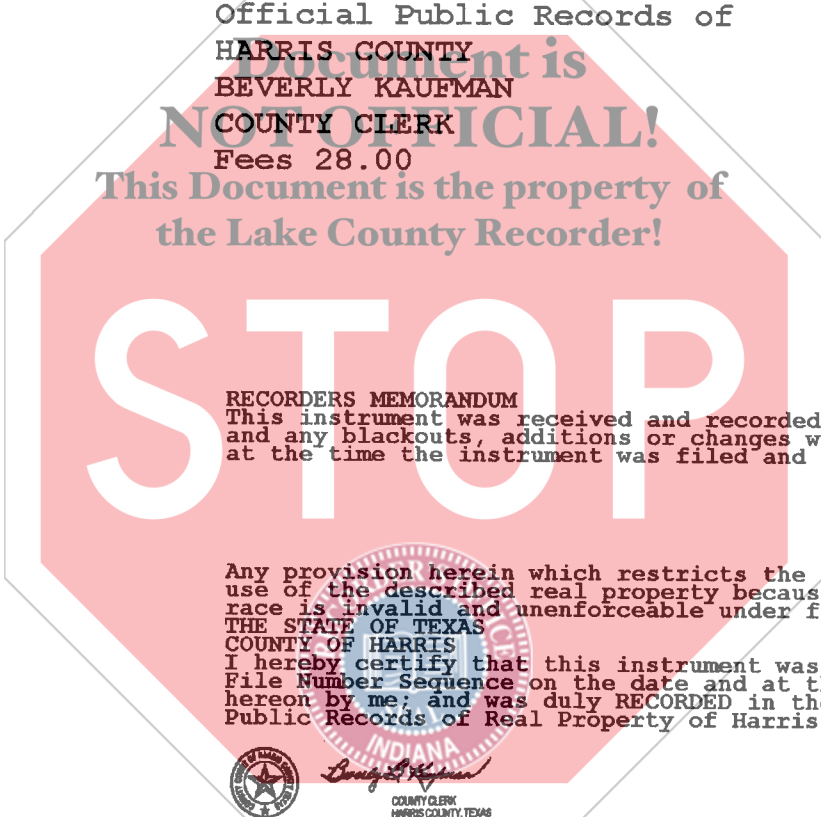 Official Public Records of
HARRIS COUNTY
Document is
BEVERLY KAUFMAN
NOT OFFICIAL!
COUNTY CLERK
Fees 28.00
This Document is the property of
the Lake County Recorder!
STOP
RECORDERS MEMORANDUM
This instrument was received and recorded
and any blackouts, additions or changes w
at the time the instrument was filed and
Any provision herein which restricts the
use of the described real property becaus
race is invalid and unenforceable under f
THE STATE OF TEXAS
COUNTY OF HARRIS
I hereby certify that this instrument was
File Number Sequence on the date and at th
hereon by me; and was duly RECORDED in the
Public Records of Real Property of Harris
SEAL
INDIANA
COUNTY CLERK
HARRIS COUNTY, TEXAS